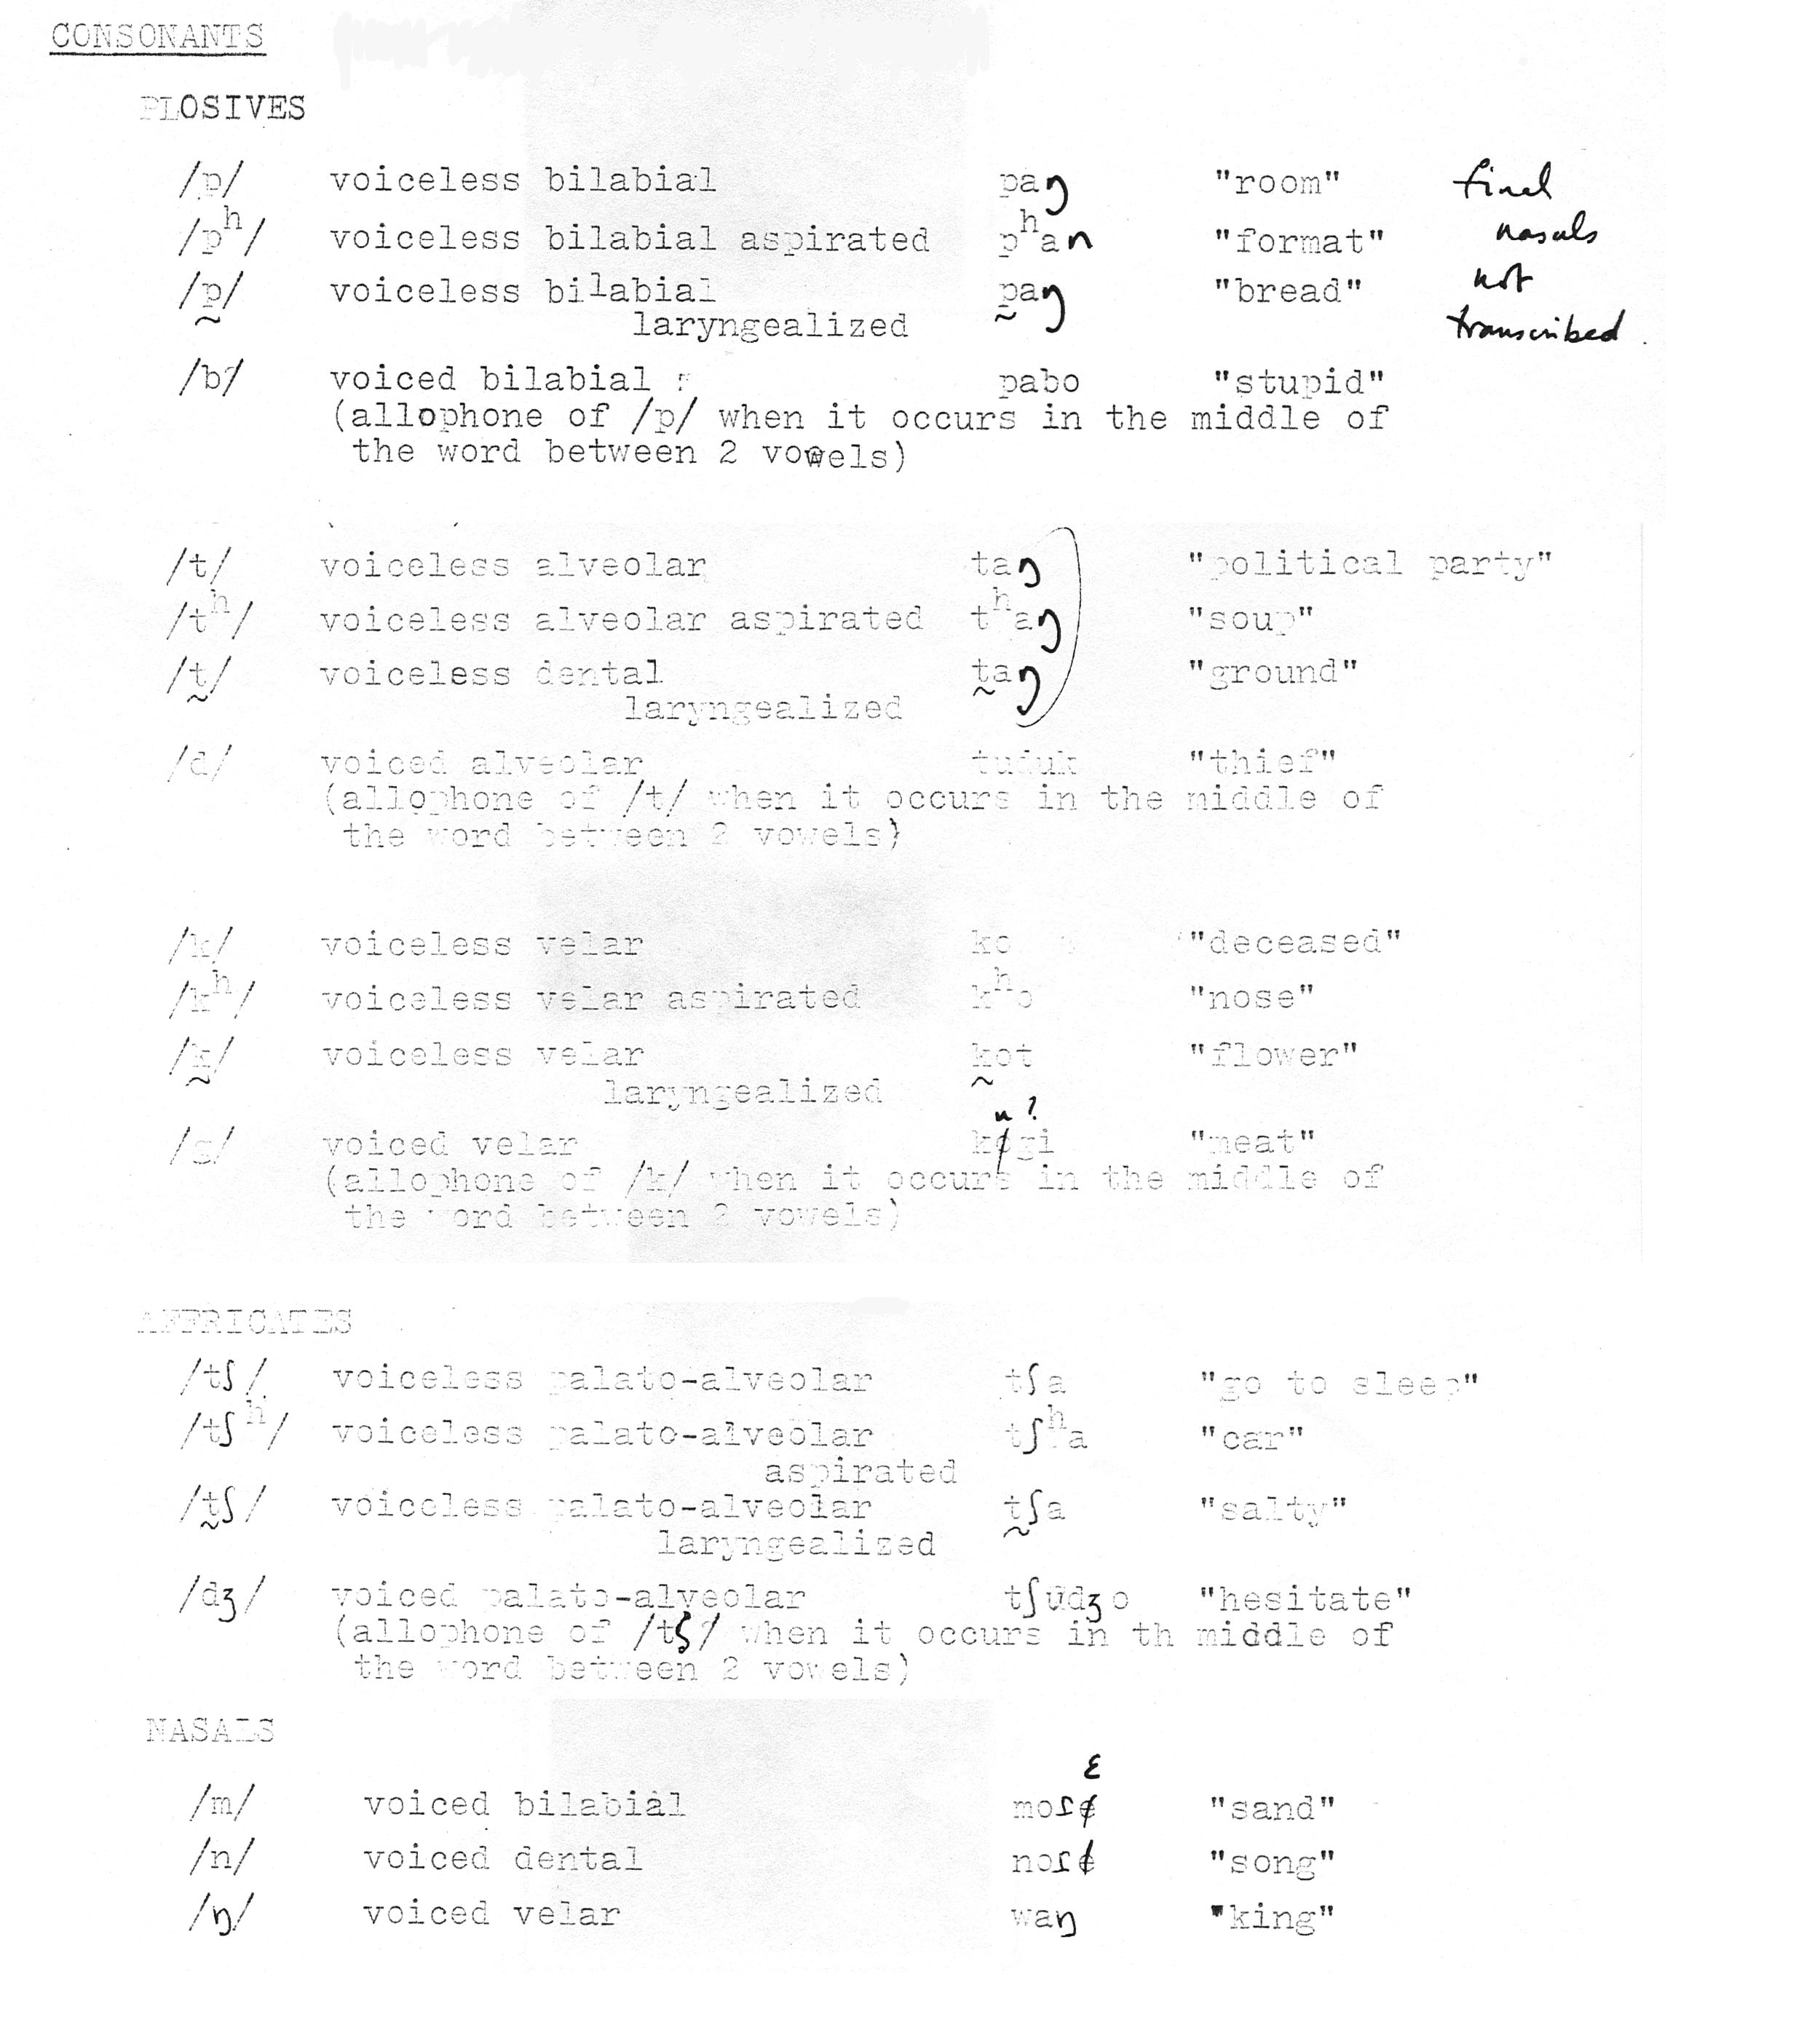 CONSONANTS
PLOSIVES
/p/ voiceless bilabial paŋ "room" final
/pʰ/ voiceless bilabial aspirated pʰan "format" nasals
/p̰/ voiceless bilabial p̰aŋ "bread" not
laryngealized transcribed.
/b/ voiced bilabial pabo "stupid"
(allophone of /p/ when it occurs in the middle of
the word between 2 vowels)
/t/ voiceless alveolar taŋ "political party"
/tʰ/ voiceless alveolar aspirated tʰaŋ "soup"
/t̰/ voiceless dental t̰aŋ "ground"
laryngealized
/d/ voiced alveolar tuduk "thief"
(allophone of /t/ when it occurs in the middle of
the word between 2 vowels)
/k/ voiceless velar ko "deceased"
/kʰ/ voiceless velar aspirated kʰo "nose"
/k̰/ voiceless velar k̰ot "flower"
laryngealized
u?
/g/ voiced velar kogi "meat"
(allophone of /k/ when it occurs in the middle of
the word between 2 vowels)
AFFRICATES
/tʃ/ voiceless palato-alveolar tʃa "go to sleep"
/tʃʰ/ voiceless palato-alveolar tʃʰa "car"
aspirated
/t̰ʃ/ voiceless palato-alveolar t̰ʃa "salty"
laryngealized
/dʒ/ voiced palato-alveolar tʃudʒo "hesitate"
(allophone of /tʃ/ when it occurs in th middle of
the word between 2 vowels)
NASALS
ɛ
/m/ voiced bilabial moɾe "sand"
/n/ voiced dental noɾe "song"
/ŋ/ voiced velar waŋ "king"